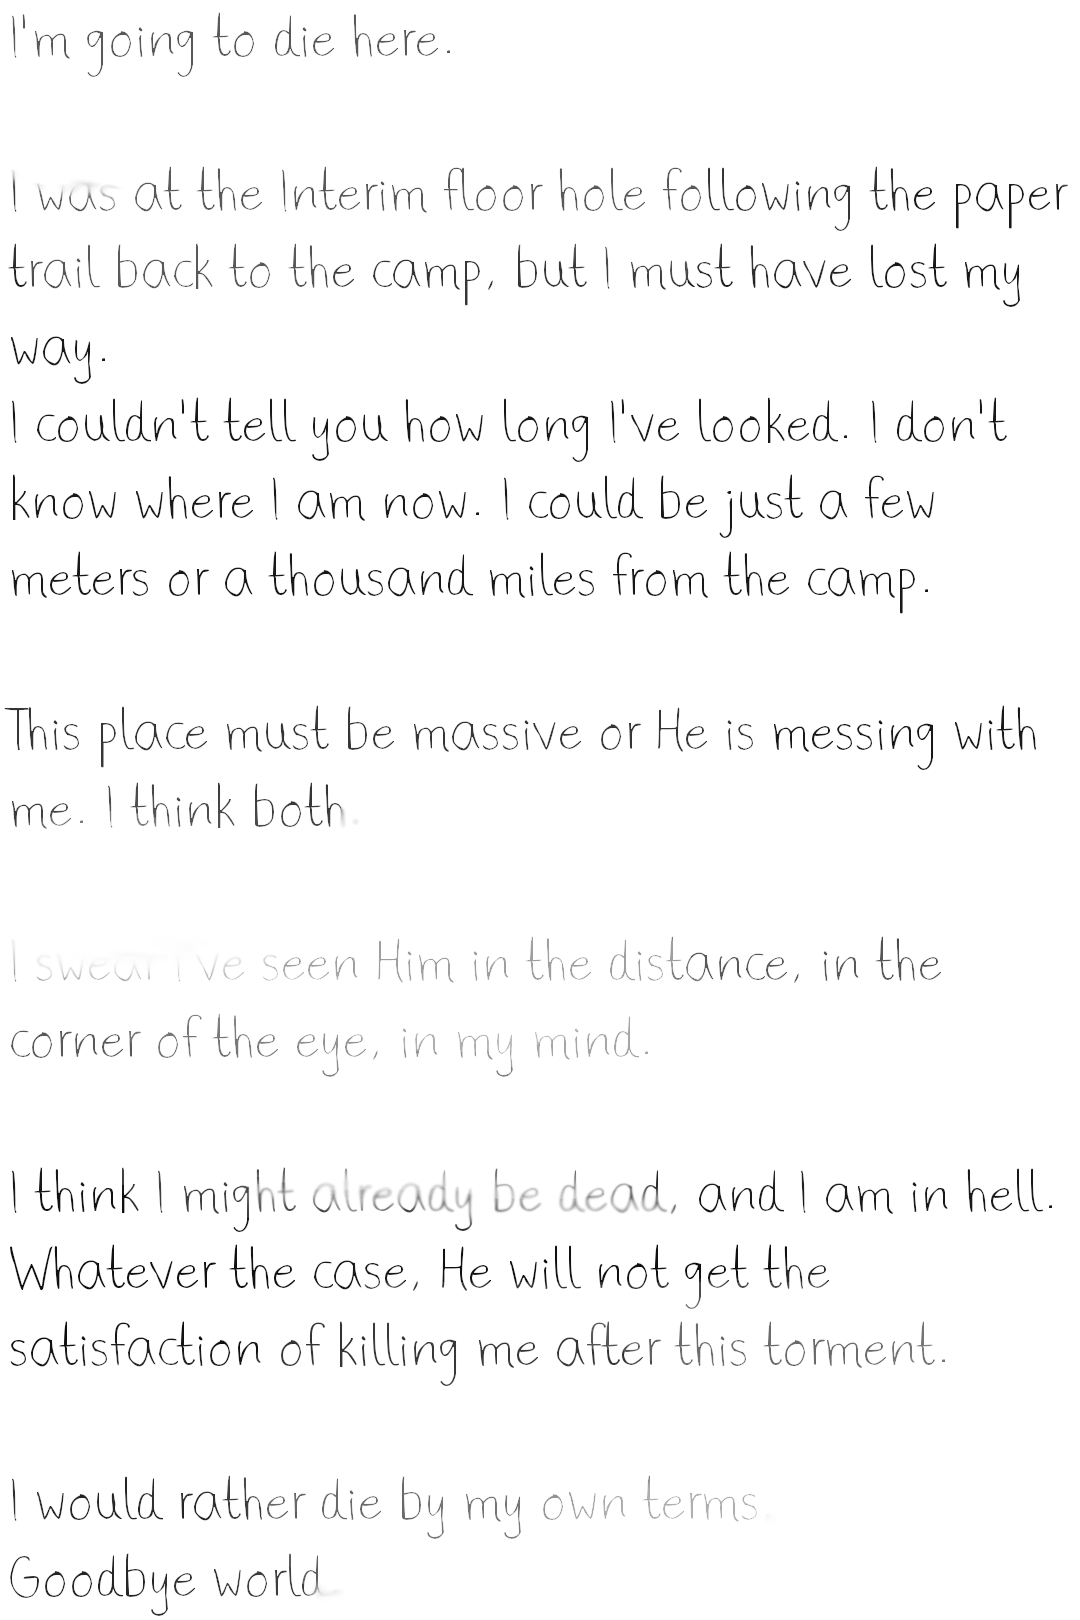 I'm going to die here.
I was at the Interim floor hole following the paper
trail back to the camp, but I must have lost my
way.
I couldn't tell you how long I've looked. I don't
know where I am now. I could be just a few
meters or a thousand miles from the camp.
This place must be massive or He is messing with
me. I think both.
I swear I've seen Him in the distance, in the
corner of the eye, in my mind.
I think I might already be dead, and I am in hell.
Whatever the case, He will not get the
satisfaction of killing me after this torment.
I would rather die by my own terms.
Goodbye world